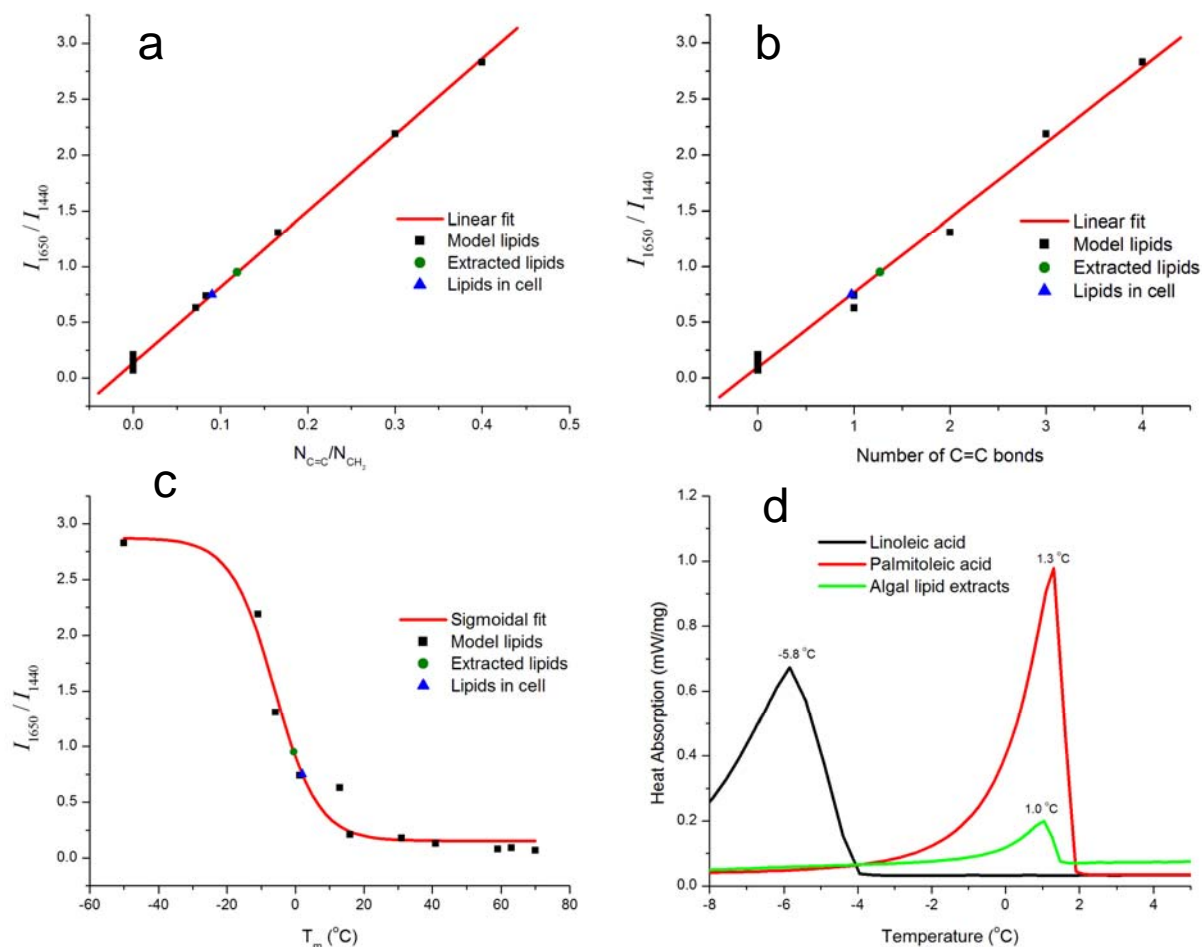 a
3.0
2.5
2.0
1.5
1.0
0.5
0.0
I1650 / I1440
Linear fit
Model lipids
Extracted lipids
Lipids in cell
0.0 0.1 0.2 0.3 0.4 0.5
NC=C/NCH2
b
3.0
2.5
2.0
1.5
1.0
0.5
0.0
I1650 / I1440
Linear fit
Model lipids
Extracted lipids
Lipids in cell
0 1 2 3 4
Number of C=C bonds
c
3.0
2.5
2.0
1.5
1.0
0.5
0.0
I1650 / I1440
Sigmoidal fit
Model lipids
Extracted lipids
Lipids in cell
-60 -40 -20 0 20 40 60 80
Tm (°C)
d
1.2
1.0
0.8
0.6
0.4
0.2
0.0
Heat Absorption (mW/mg)
Linoleic acid
Palmitoleic acid
Algal lipid extracts
1.3 °C
-5.8 °C
1.0 °C
-8 -6 -4 -2 0 2 4
Temperature (°C)